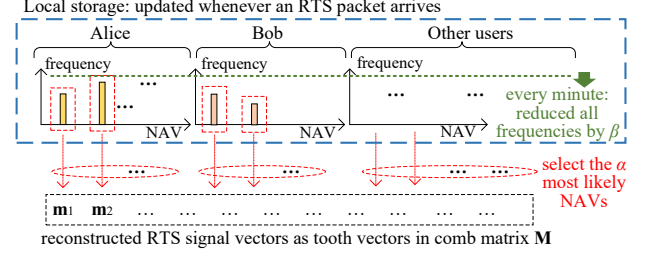 Local storage: updated whenever an RTS packet arrives
Alice Bob Other users
frequency frequency frequency
... ... ...
...
every minute:
reduced all
frequencies by β
NAV NAV NAV
select the α
most likely
NAVs
... ... ... ...
m1 m2 ... ... ... ... ... ... ... ... ...
reconstructed RTS signal vectors as tooth vectors in comb matrix M